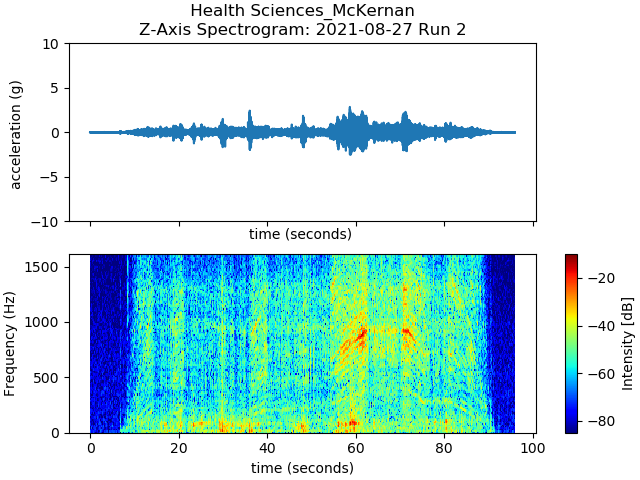 Health Sciences_McKernan
Z-Axis Spectrogram: 2021-08-27 Run 2
10
5
0
−5
−10
acceleration (g)
time (seconds)
1500
1000
500
0
Frequency (Hz)
0 20 40 60 80 100
time (seconds)
−20
−40
−60
−80
Intensity [dB]